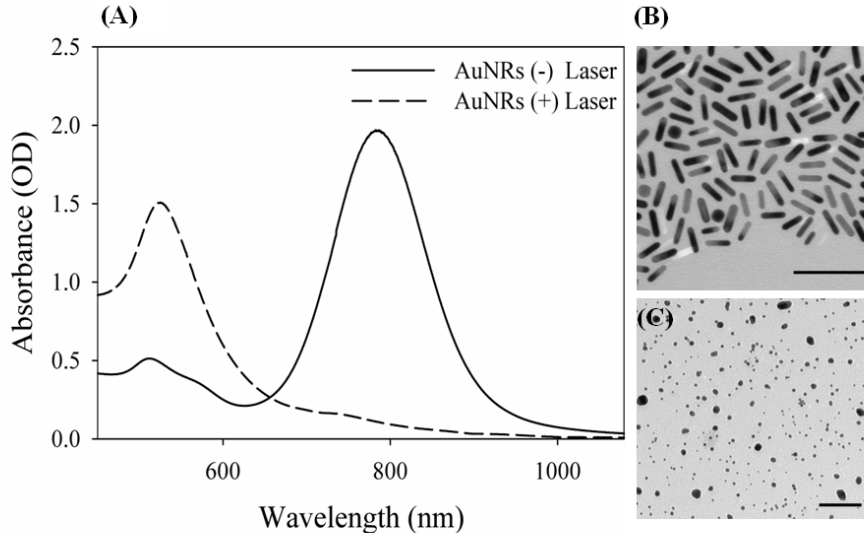 (A)
AuNRs (-) Laser
AuNRs (+) Laser
Absorbance (OD)
2.5
2.0
1.5
1.0
0.5
0.0
600
800
1000
Wavelength (nm)
(B)
(C)